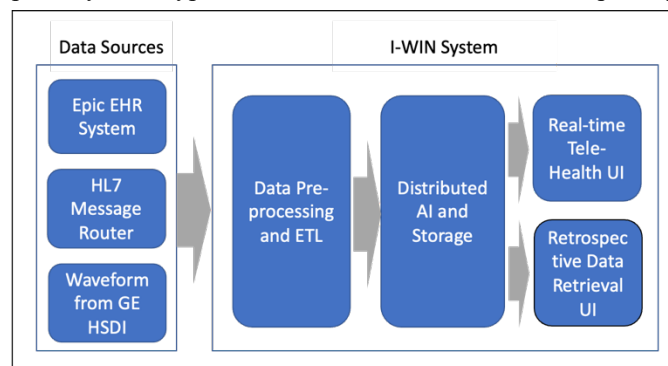 Data Sources
I-WIN System
Epic EHR
System
HL7
Message
Router
Waveform
from GE
HSDI
Data Pre-
processing
and ETL
Distributed
AI and
Storage
Real-time
Tele-
Health UI
Retrospec
tive Data
Retrieval
UI